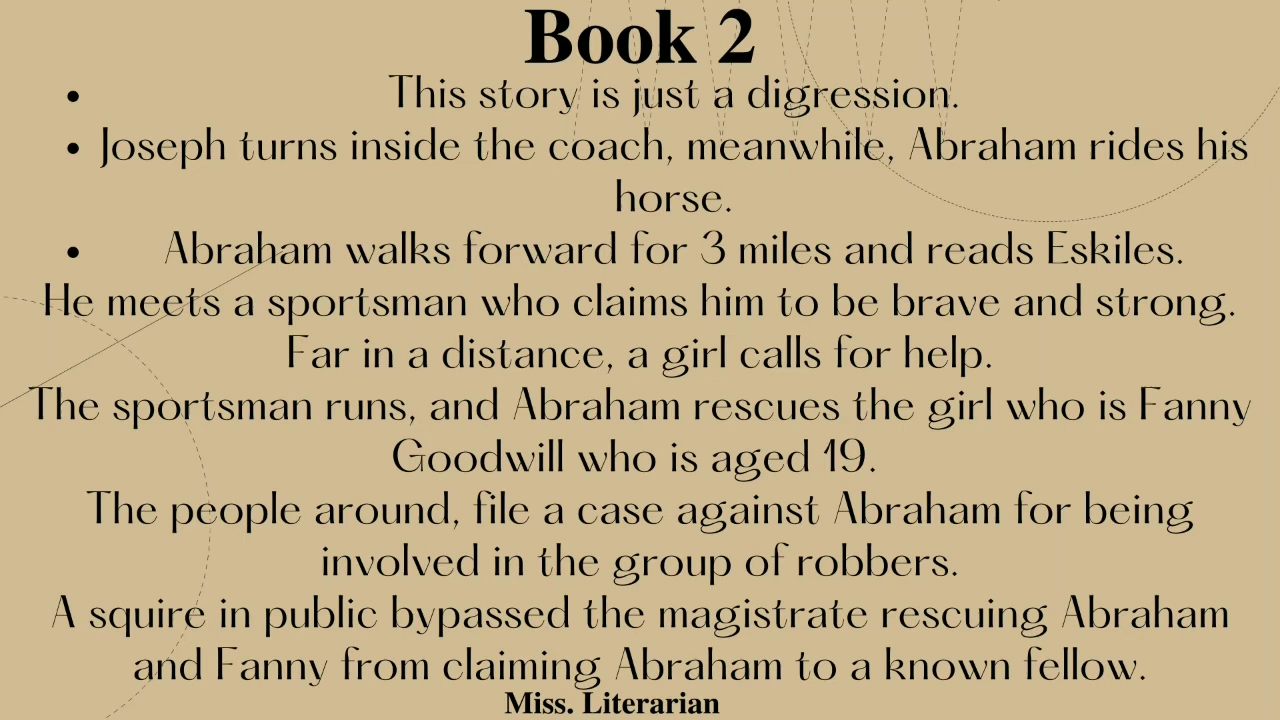 Book 2
• This story is just a digression.
• Joseph turns inside the coach, meanwhile, Abraham rides his
horse.
• Abraham walks forward for 3 miles and reads Eskiles.
He meets a sportsman who claims him to be brave and strong.
Far in a distance, a girl calls for help.
The sportsman runs, and Abraham rescues the girl who is Fanny
Goodwill who is aged 19.
The people around, file a case against Abraham for being
involved in the group of robbers.
A squire in public bypassed the magistrate rescuing Abraham
and Fanny from claiming Abraham to a known fellow.
Miss. Literarian